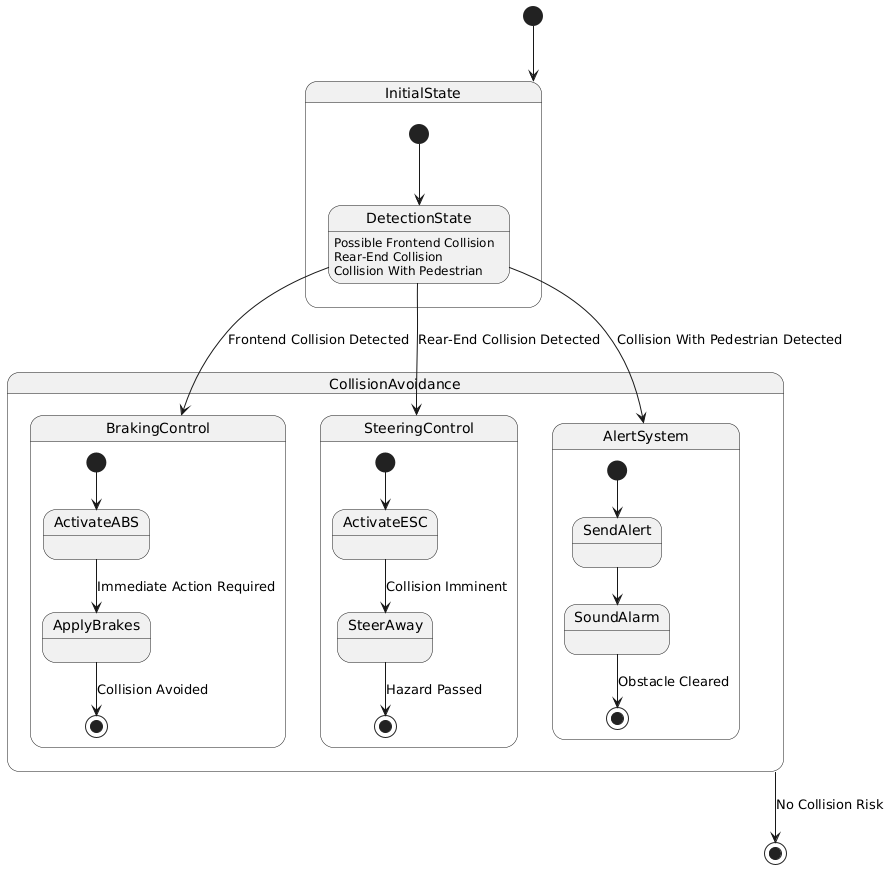 InitialState
DetectionState
Possible Frontend Collision
Rear-End Collision
Collision With Pedestrian
Frontend Collision Detected
Rear-End Collision Detected
Collision With Pedestrian Detected
CollisionAvoidance
BrakingControl
ActivateABS
Immediate Action Required
ApplyBrakes
Collision Avoided
SteeringControl
ActivateESC
Collision Imminent
SteerAway
Hazard Passed
AlertSystem
SendAlert
SoundAlarm
Obstacle Cleared
No Collision Risk